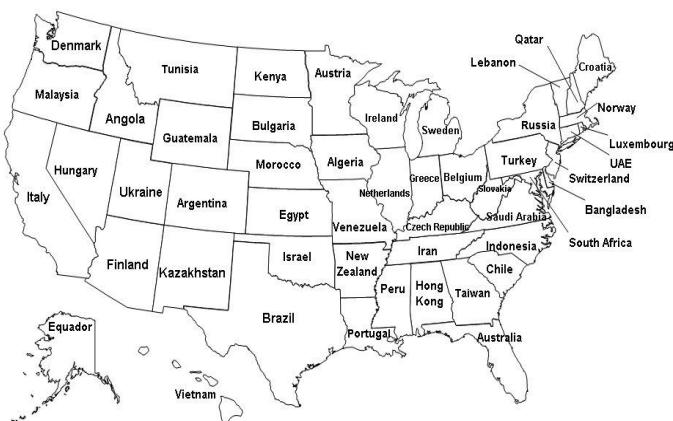 Qatar
Denmark
Lebanon
Croatia
Tunisia
Kenya
Austria
Malaysia
Norway
Angola
Ireland
Russia
Guatemala
Bulgaria
Sweden
Luxembourg
Hungary
Morocco
Algeria
Turkey
UAE
Switzerland
Italy
Ukraine
Argentina
Netherlands
Greece
Belgium
Slovakia
Egypt
Venezuela
Czech Republic
Saudi Arabia
Bangladesh
South Africa
Finland
Kazakhstan
Israel
New
Zealand
Iran
Indonesia
Chile
Peru
Hong
Kong
Taiwan
Brazil
Equador
Portugal
Australia
Vietnam